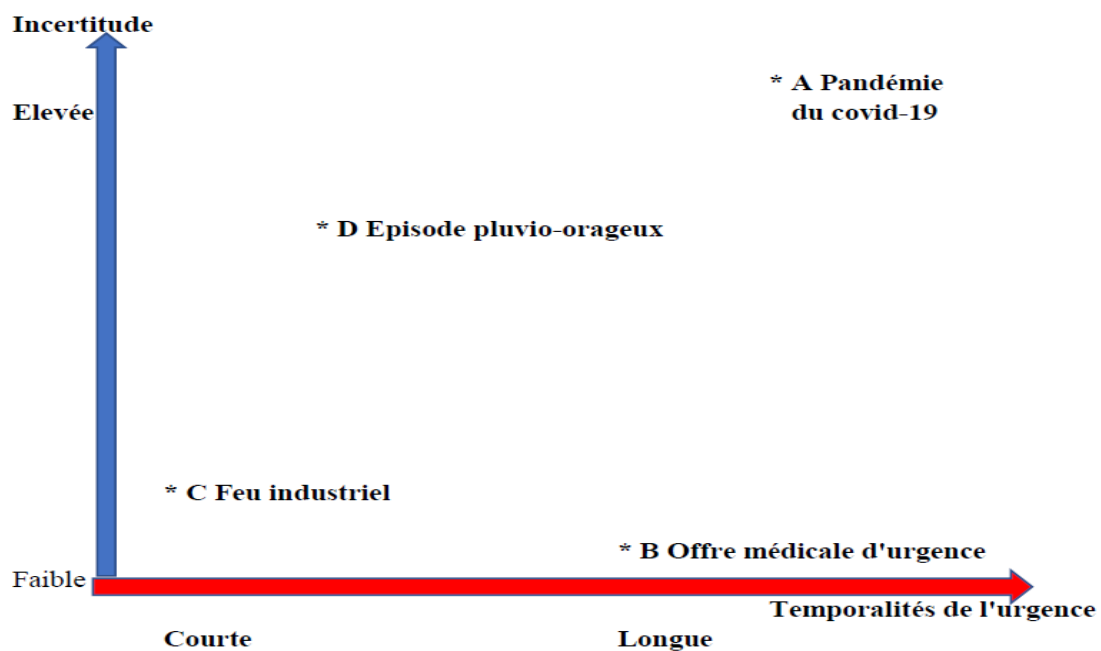 Incertitude
* A Pandémie
Elevée
du covid-19
* D Episode pluvio-orageux
* C Feu industriel
* B Offre médicale d'urgence
Faible
Temporalités de l'urgence
Courte
Longue